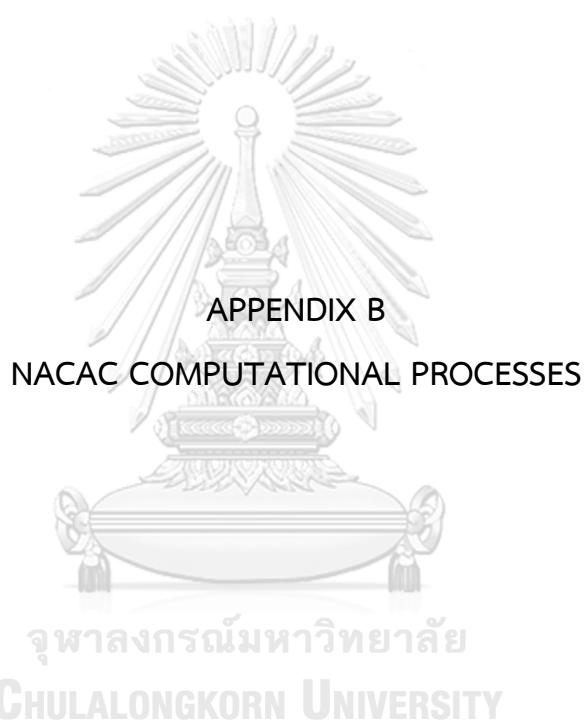 APPENDIX B
NACAC COMPUTATIONAL PROCESSES
จุฬาลงกรณ์มหาวิทยาลัย
CHULALONGKORN UNIVERSITY